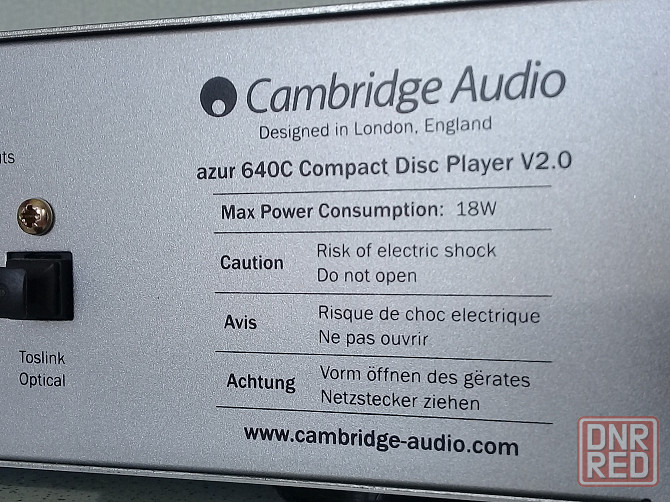 Cambridge Audio
Designed in London, England
azur 640C Compact Disc Player V2.0
Max Power Consumption: 18W
Caution Risk of electric shock
Do not open
Avis Risque de choc electrique
Ne pas ouvrir
Achtung Vorm öffnen des gërates
Netzstecker ziehen
www.cambridge-audio.com
Toslink
Optical
DNR
RED